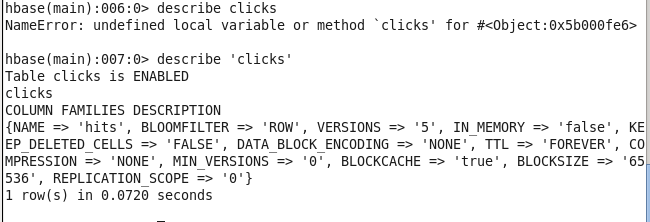 hbase(main):006:0> describe clicks
NameError: undefined local variable or method `clicks' for #<Object:0x5b000fe6>
hbase(main):007:0> describe 'clicks'
Table clicks is ENABLED
clicks
COLUMN FAMILIES DESCRIPTION
{NAME => 'hits', BLOOMFILTER => 'ROW', VERSIONS => '5', IN_MEMORY => 'false', KE
EP_DELETED_CELLS => 'FALSE', DATA_BLOCK_ENCODING => 'NONE', TTL => 'FOREVER', CO
MPRESSION => 'NONE', MIN_VERSIONS => '0', BLOCKCACHE => 'true', BLOCKSIZE => '65
536', REPLICATION_SCOPE => '0'}
1 row(s) in 0.0720 seconds